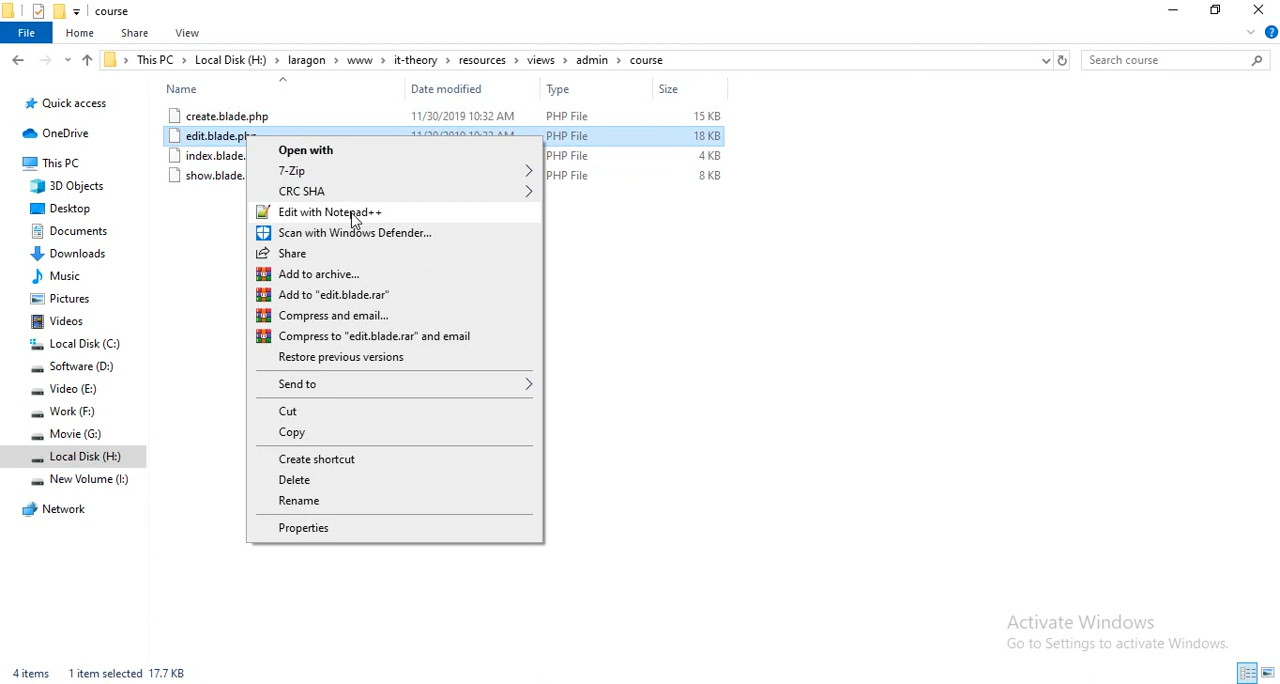 course
File Home Share View
This PC Local Disk (H:) laragon www it-theory resources views admin course Search course
Name Date modified Type Size
Quick access
OneDrive
This PC
3D Objects
Desktop
Documents
Downloads
Music
Pictures
Videos
Local Disk (C:)
Software (D:)
Video (E:)
Work (F:)
Movie (G:)
Local Disk (H:)
New Volume (I:)
Network
create.blade.php 11/30/2019 10:32 AM PHP File 15 KB
edit.blade.php PHP File 18 KB
index.blade. PHP File 4 KB
show.blade. PHP File 8 KB
Open with
7-Zip
CRC SHA
Edit with Notepad++
Scan with Windows Defender...
Share
Add to archive...
Add to "edit.blade.rar"
Compress and email...
Compress to "edit.blade.rar" and email
Restore previous versions
Send to
Cut
Copy
Create shortcut
Delete
Rename
Properties
Activate Windows
Go to Settings to activate Windows.
4 items 1 item selected 17.7 KB